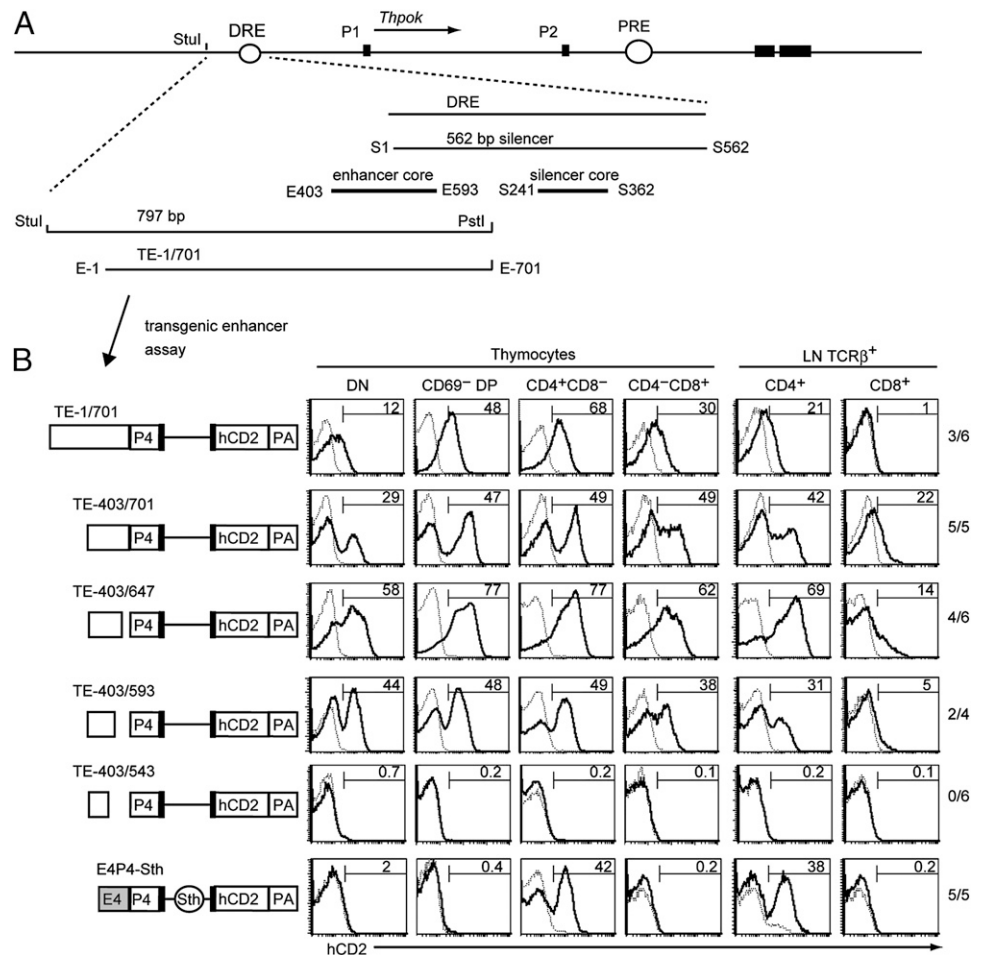 A
StuI DRE P1 Thpok P2 PRE
DRE
S1 562 bp silencer S562
enhancer core silencer core
E403 E593 S241 S362
StuI 797 bp PstI
E-1 TE-1/701 E-701
transgenic enhancer
assay
B
Thymocytes LN TCRβ+
DN CD69− DP CD4+CD8− CD4−CD8+ CD4+ CD8+
TE-1/701
P4 hCD2 PA 12 48 68 30 21 1 3/6
TE-403/701
P4 hCD2 PA 29 47 49 49 42 22 5/5
TE-403/647
P4 hCD2 PA 58 77 77 62 69 14 4/6
TE-403/593
P4 hCD2 PA 44 48 49 38 31 5 2/4
TE-403/543
P4 hCD2 PA 0.7 0.2 0.2 0.1 0.2 0.1 0/6
E4P4-Sth
E4 P4 Sth hCD2 PA 2 0.4 42 0.2 38 0.2 5/5
hCD2